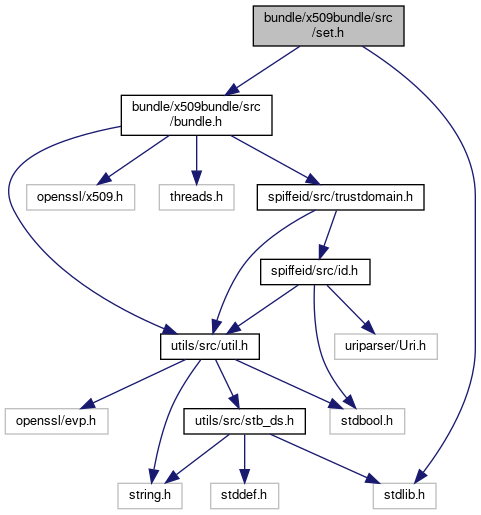 bundle/x509bundle/src
/set.h
bundle/x509bundle/src
/bundle.h
openssl/x509.h
threads.h
spiffeid/src/trustdomain.h
spiffeid/src/id.h
utils/src/util.h
uriparser/Uri.h
openssl/evp.h
utils/src/stb_ds.h
stdbool.h
string.h
stddef.h
stdlib.h